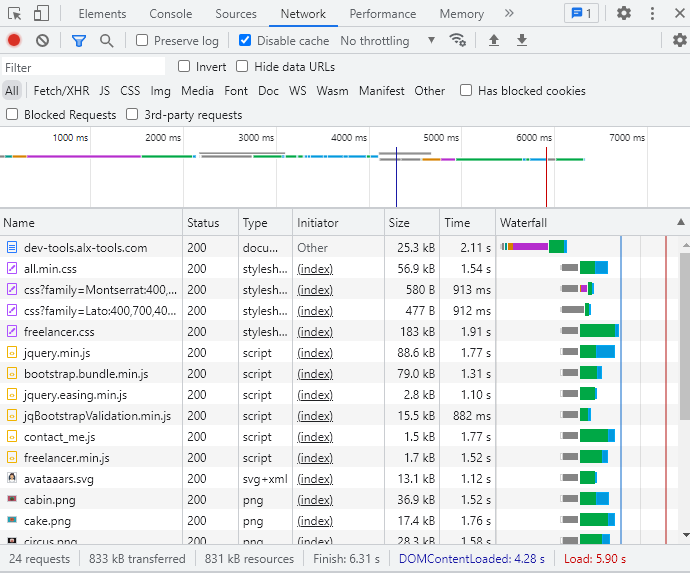 Elements Console Sources Network Performance Memory » 1
Preserve log Disable cache No throttling
Filter Invert Hide data URLs
All Fetch/XHR JS CSS Img Media Font Doc WS Wasm Manifest Other Has blocked cookies
Blocked Requests 3rd-party requests
1000 ms 2000 ms 3000 ms 4000 ms 5000 ms 6000 ms 7000 ms
Name Status Type Initiator Size Time Waterfall
dev-tools.alx-tools.com 200 docu... Other 25.3 kB 2.11 s
all.min.css 200 stylesh... (index) 56.9 kB 1.54 s
css?family=Montserrat:400,... 200 stylesh... (index) 580 B 913 ms
css?family=Lato:400,700,40... 200 stylesh... (index) 477 B 912 ms
freelancer.css 200 stylesh... (index) 183 kB 1.91 s
jquery.min.js 200 script (index) 88.6 kB 1.77 s
bootstrap.bundle.min.js 200 script (index) 79.0 kB 1.31 s
jquery.easing.min.js 200 script (index) 2.8 kB 1.10 s
jqBootstrapValidation.min.js 200 script (index) 15.5 kB 882 ms
contact_me.js 200 script (index) 1.5 kB 1.77 s
freelancer.min.js 200 script (index) 1.7 kB 1.52 s
avataaars.svg 200 svg+xml (index) 13.1 kB 1.12 s
cabin.png 200 png (index) 36.9 kB 1.52 s
cake.png 200 png (index) 17.4 kB 1.76 s
circus.png 200 png (index) 28.3 kB 1.58 s
24 requests 833 kB transferred 831 kB resources Finish: 6.31 s DOMContentLoaded: 4.28 s Load: 5.90 s